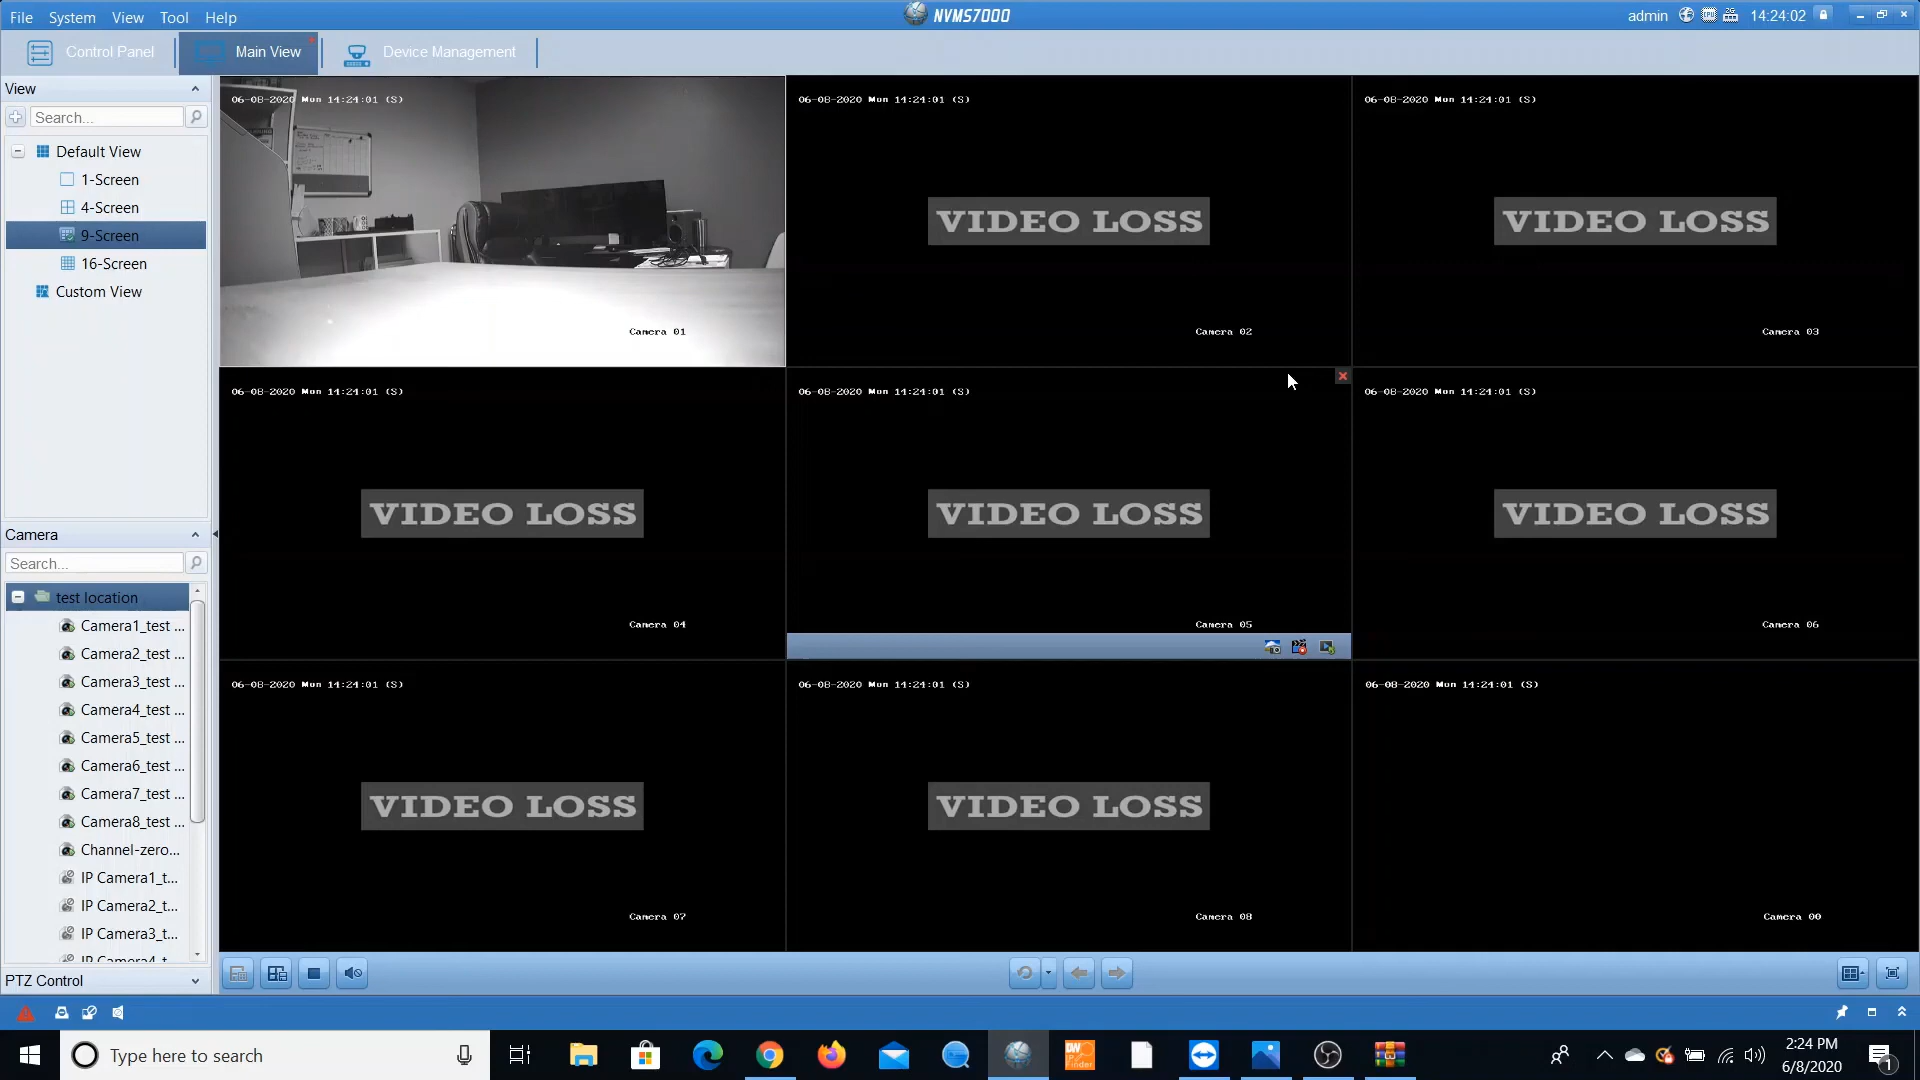 File System View Tool Help
NVMS7000
admin 14:24:02
Control Panel Main View Device Management
View
Search...
Default View
1-Screen
4-Screen
9-Screen
16-Screen
Custom View
Camera
Search...
test location
Camera1_test ...
Camera2_test ...
Camera3_test ...
Camera4_test ...
Camera5_test ...
Camera6_test ...
Camera7_test ...
Camera8_test ...
Channel-zero...
IP Camera1_t...
IP Camera2_t...
IP Camera3_t...
IP Camera4_t
PTZ Control
06-08-2020 Mon 14:24:01 (S)
Camera 01
06-08-2020 Mon 14:24:01 (S)
VIDEO LOSS
Camera 02
06-08-2020 Mon 14:24:01 (S)
VIDEO LOSS
Camera 03
06-08-2020 Mon 14:24:01 (S)
VIDEO LOSS
Camera 04
06-08-2020 Mon 14:24:01 (S)
VIDEO LOSS
Camera 05
06-08-2020 Mon 14:24:01 (S)
VIDEO LOSS
Camera 06
06-08-2020 Mon 14:24:01 (S)
VIDEO LOSS
Camera 07
06-08-2020 Mon 14:24:01 (S)
VIDEO LOSS
Camera 08
06-08-2020 Mon 14:24:01 (S)
Camera 00
Type here to search
DW
IP
Finder
2:24 PM
6/8/2020
1